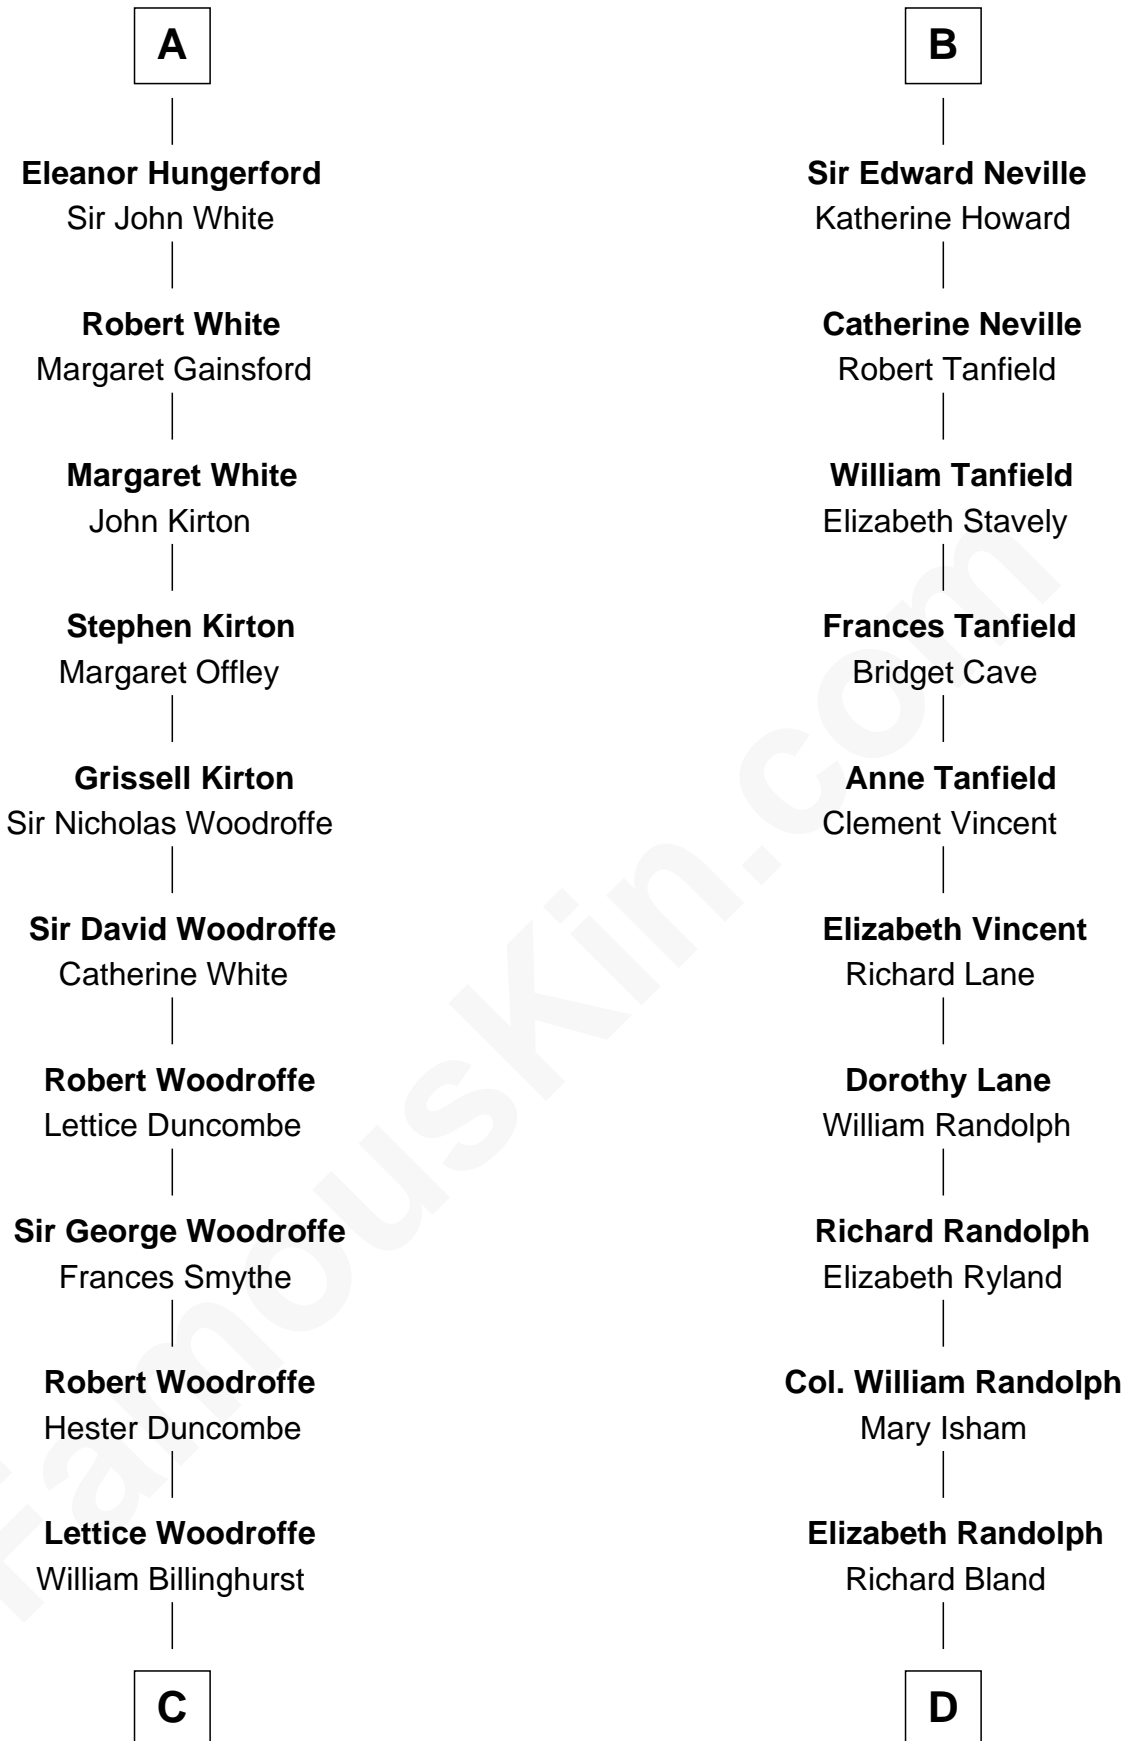 A
Eleanor Hungerford
Sir John White
Robert White
Margaret Gainsford
Margaret White
John Kirton
Stephen Kirton
Margaret Offley
Grissell Kirton
Sir Nicholas Woodroffe
Sir David Woodroffe
Catherine White
Robert Woodroffe
Lettice Duncombe
Sir George Woodroffe
Frances Smythe
Robert Woodroffe
Hester Duncombe
Lettice Woodroffe
William Billinghurst
C
B
Sir Edward Neville
Katherine Howard
Catherine Neville
Robert Tanfield
William Tanfield
Elizabeth Stavely
Frances Tanfield
Bridget Cave
Anne Tanfield
Clement Vincent
Elizabeth Vincent
Richard Lane
Dorothy Lane
William Randolph
Richard Randolph
Elizabeth Ryland
Col. William Randolph
Mary Isham
Elizabeth Randolph
Richard Bland
D
FamousKin.com